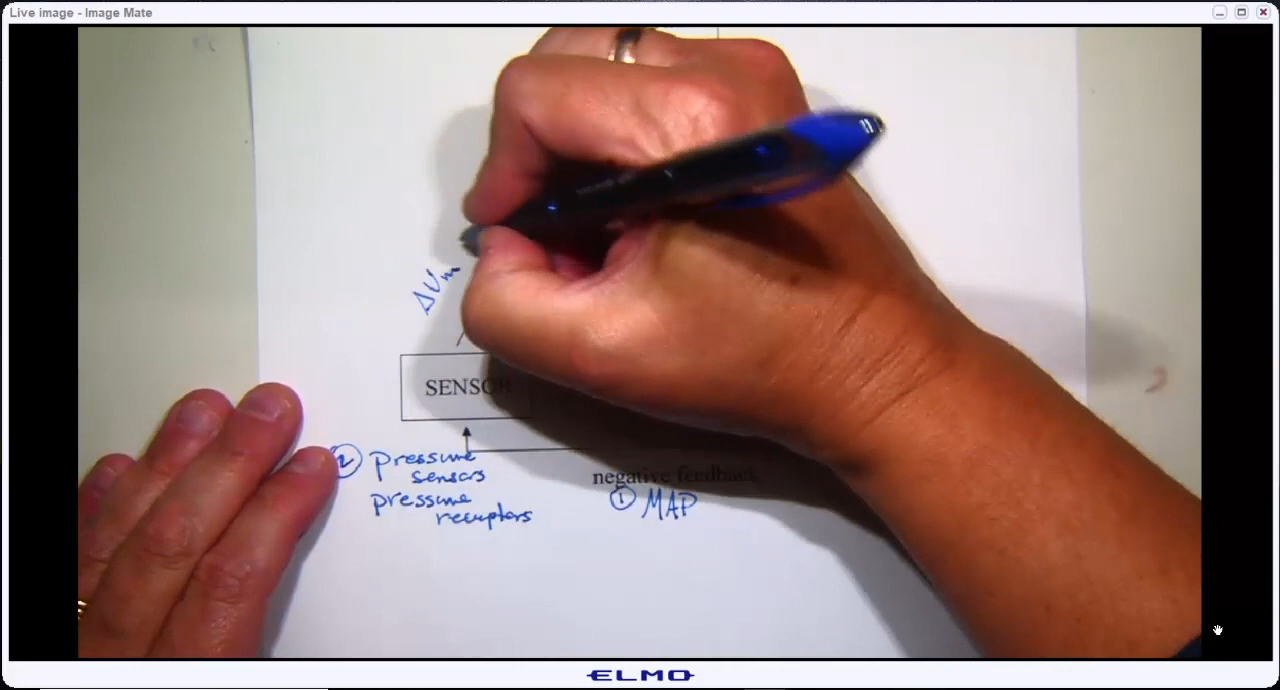 Live image - Image Mate
ΔVm
SENSOR
② pressure
sensors
pressure
receptors
negative feedback
① MAP
ELMO